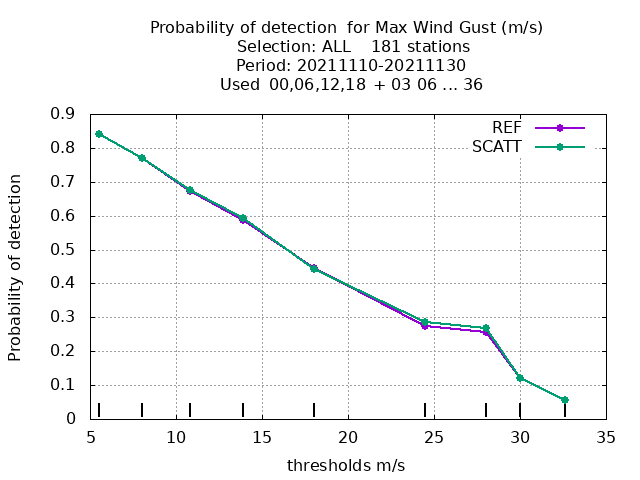 Probability of detection  for Max Wind Gust (m/s)
Selection: ALL    181 stations
Period: 20211110-20211130
Used  00,06,12,18  + 03 06 ... 36
REF
SCATT
0.9
0.8
0.7
0.6
0.5
0.4
0.3
0.2
0.1
0
Probability of detection
5 10 15 20 25 30 35
thresholds m/s